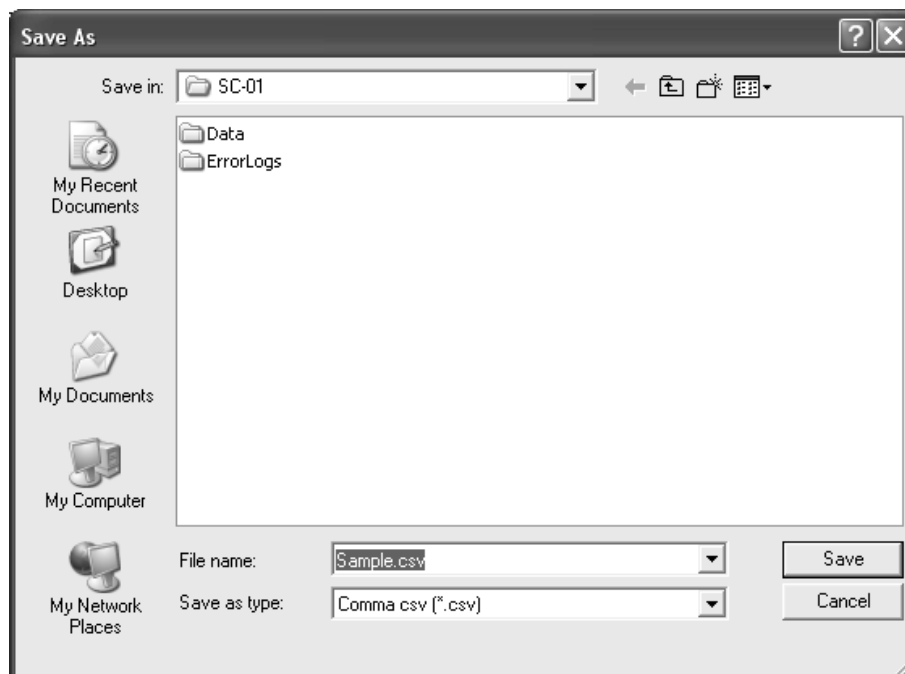 Save As
Save in:
SC-01
Data
ErrorLogs
My Recent
Documents
Desktop
My Documents
My Computer
My Network
Places
File name:
Sample.csv
Save
Save as type:
Comma csv (*.csv)
Cancel